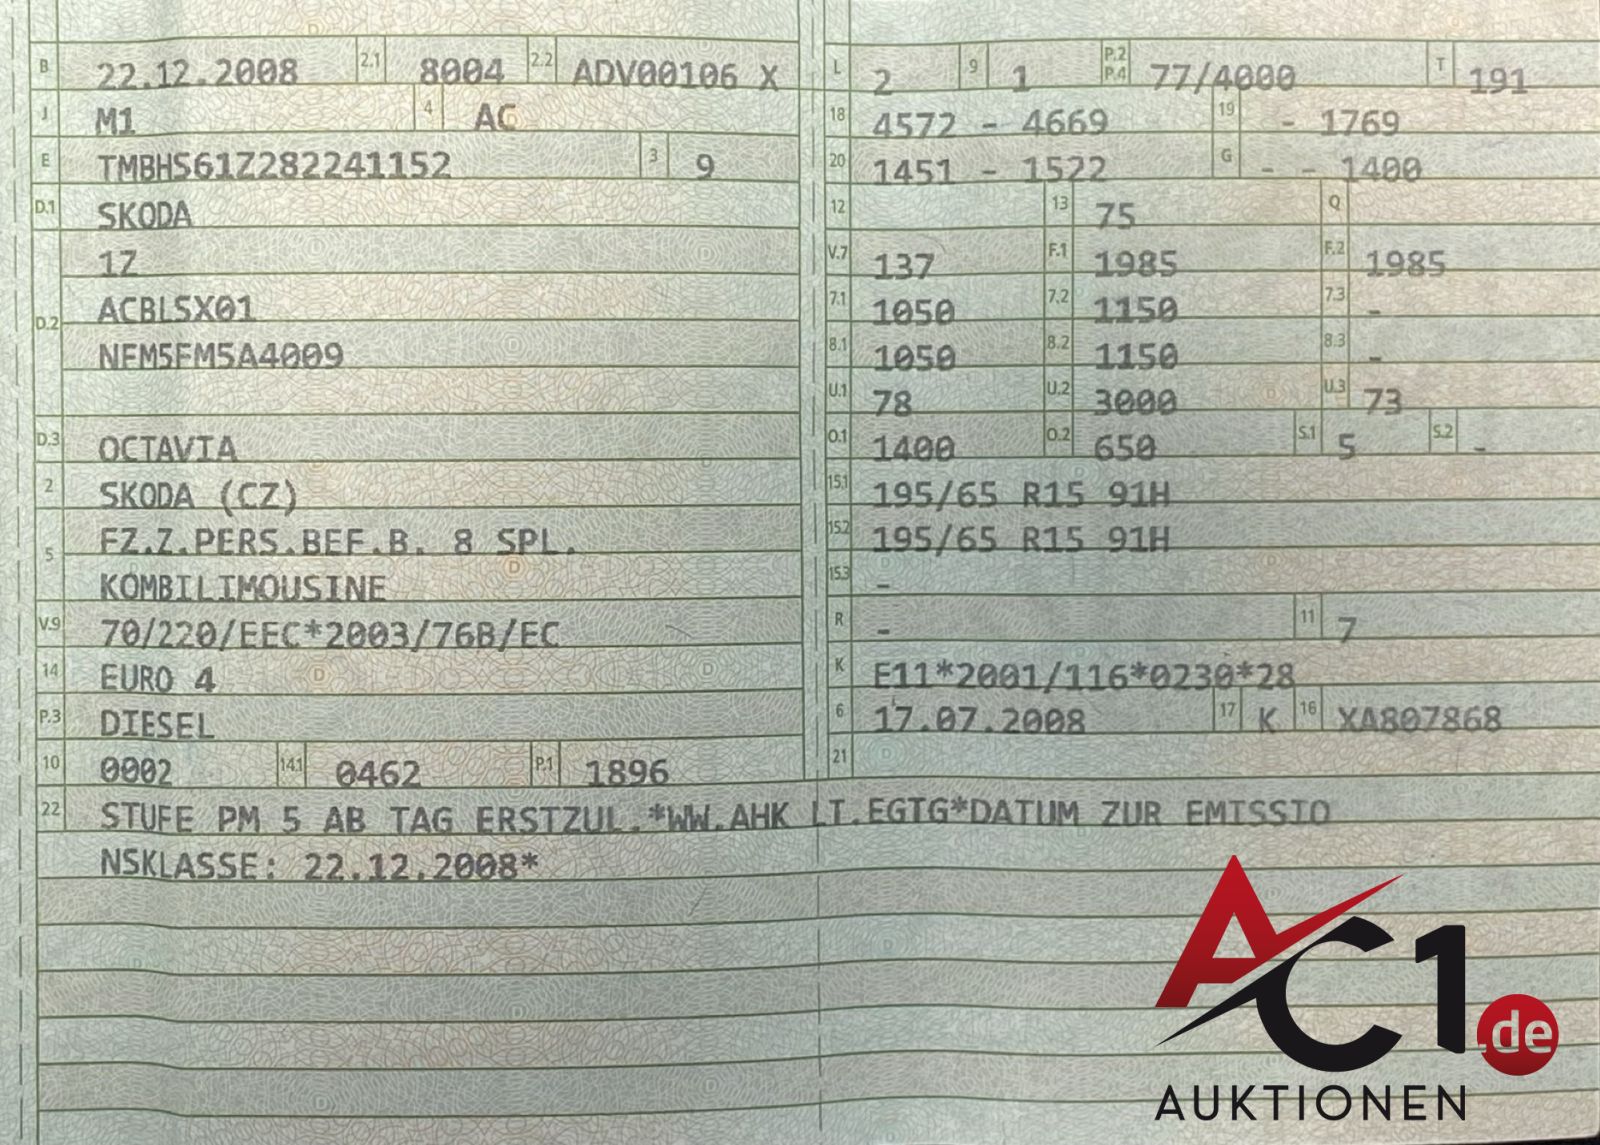 B 22.12.2008 2.1 8004 2.2 ADV00106 X
J M1 4 AC
E TMBHS61Z282241152 3 9
D.1 SKODA
1Z
D.2 ACBLSX01
NFM5FM5A4009
D.3 OCTAVIA
2 SKODA (CZ)
5 FZ.Z.PERS.BEF.B. 8 SPL.
KOMBILIMOUSINE
V.9 70/220/EEC*2003/76B/EC
14 EURO 4
P.3 DIESEL
10 0002 14.1 0462 P.1 1896
L 2 9 1 P.2 P.4 77/4000 T 191
18 4572 - 4669 19 - 1769
20 1451 - 1522 G - - 1400
12 13 75 Q
V.7 137 F.1 1985 F.2 1985
7.1 1050 7.2 1150 7.3 -
8.1 1050 8.2 1150 8.3 -
U.1 78 U.2 3000 U.3 73
O.1 1400 O.2 650 S.1 5 S.2 -
15.1 195/65 R15 91H
15.2 195/65 R15 91H
15.3 -
R - 11 7
K E11*2001/116*0230*28
6 17.07.2008 17 K 16 XA807868
21
22 STUFE PM 5 AB TAG ERSTZUL.*WW.AHK LT.EGTG*DATUM ZUR EMISSIO
NSKLASSE: 22.12.2008*
AC1.de
AUKTIONEN